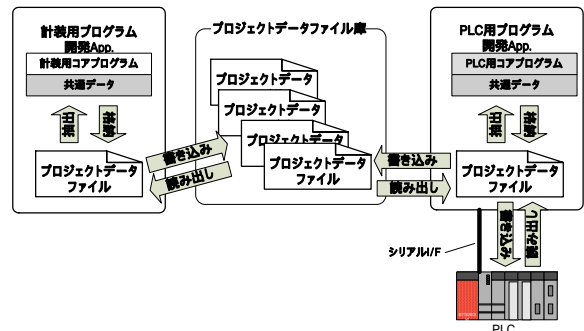 計装用プログラム
開発App.
計装用コアプログラム
共通データ
抽出
格納
プロジェクトデータ
ファイル
書き込み
読み出し
プロジェクトデータファイル庫
プロジェクトデータ
プロジェクトデータ
プロジェクトデータ
プロジェクトデータ
ファイル
書き込み
読み出し
PLC用プログラム
開発App.
PLC用コアプログラム
共通データ
抽出
格納
プロジェクトデータ
ファイル
書き込み
読み出し
シリアルI/F
PLC